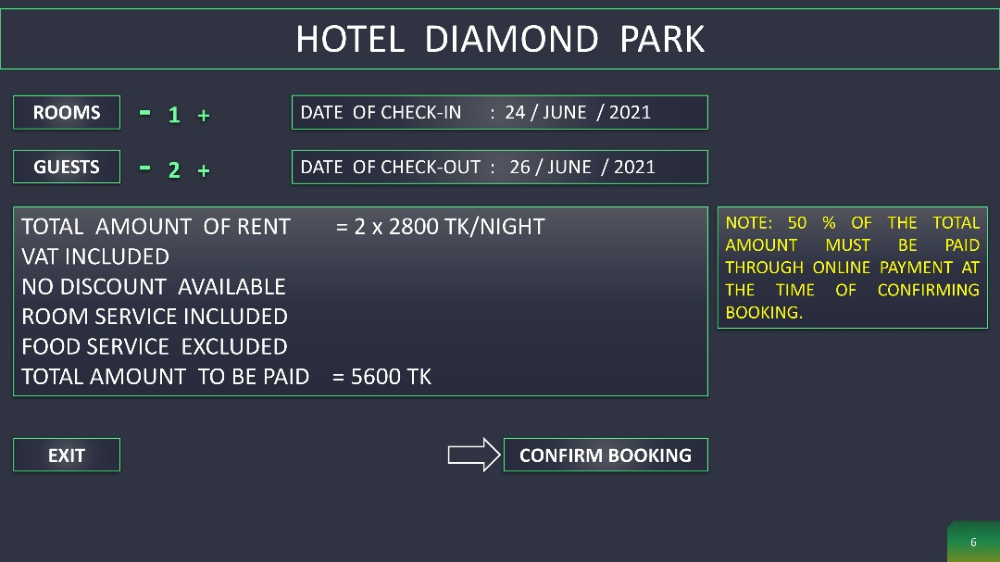 HOTEL DIAMOND PARK
ROOMS - 1 + DATE OF CHECK-IN : 24 / JUNE / 2021
GUESTS - 2 + DATE OF CHECK-OUT : 26 / JUNE / 2021
TOTAL AMOUNT OF RENT = 2 x 2800 TK/NIGHT
VAT INCLUDED
NO DISCOUNT AVAILABLE
ROOM SERVICE INCLUDED
FOOD SERVICE EXCLUDED
TOTAL AMOUNT TO BE PAID = 5600 TK
NOTE: 50 % OF THE TOTAL
AMOUNT MUST BE PAID
THROUGH ONLINE PAYMENT AT
THE TIME OF CONFIRMING
BOOKING.
EXIT
CONFIRM BOOKING
6